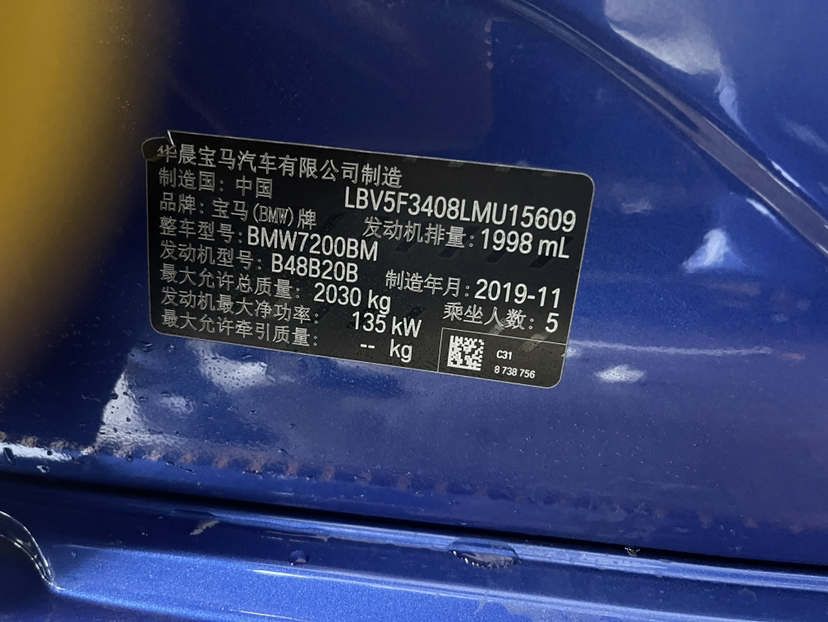 华晨宝马汽车有限公司制造
制造国: 中国 LBV5F3408LMU15609
品牌: 宝马(BMW)牌 发动机排量: 1998 mL
整车型号: BMW7200BM
发动机型号: B48B20B 制造年月: 2019-11
最大允许总质量: 2030 kg 乘坐人数: 5
发动机最大净功率: 135 kW
最大允许牵引质量: -- kg
C31
8 738 756